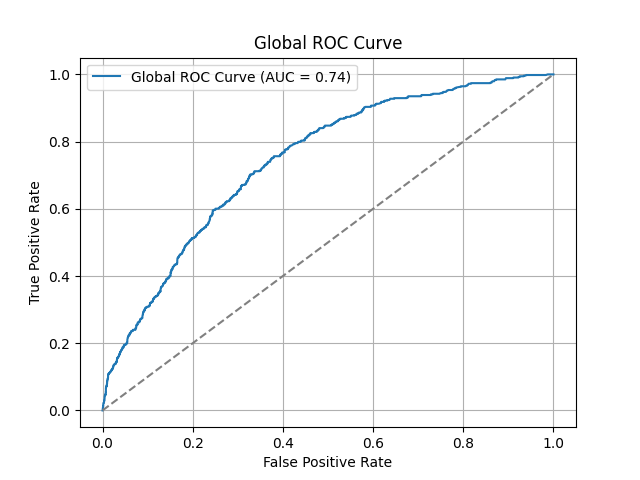 Global ROC Curve
Global ROC Curve (AUC = 0.74)
1.0
0.8
0.6
0.4
0.2
0.0
True Positive Rate
0.0 0.2 0.4 0.6 0.8 1.0
False Positive Rate